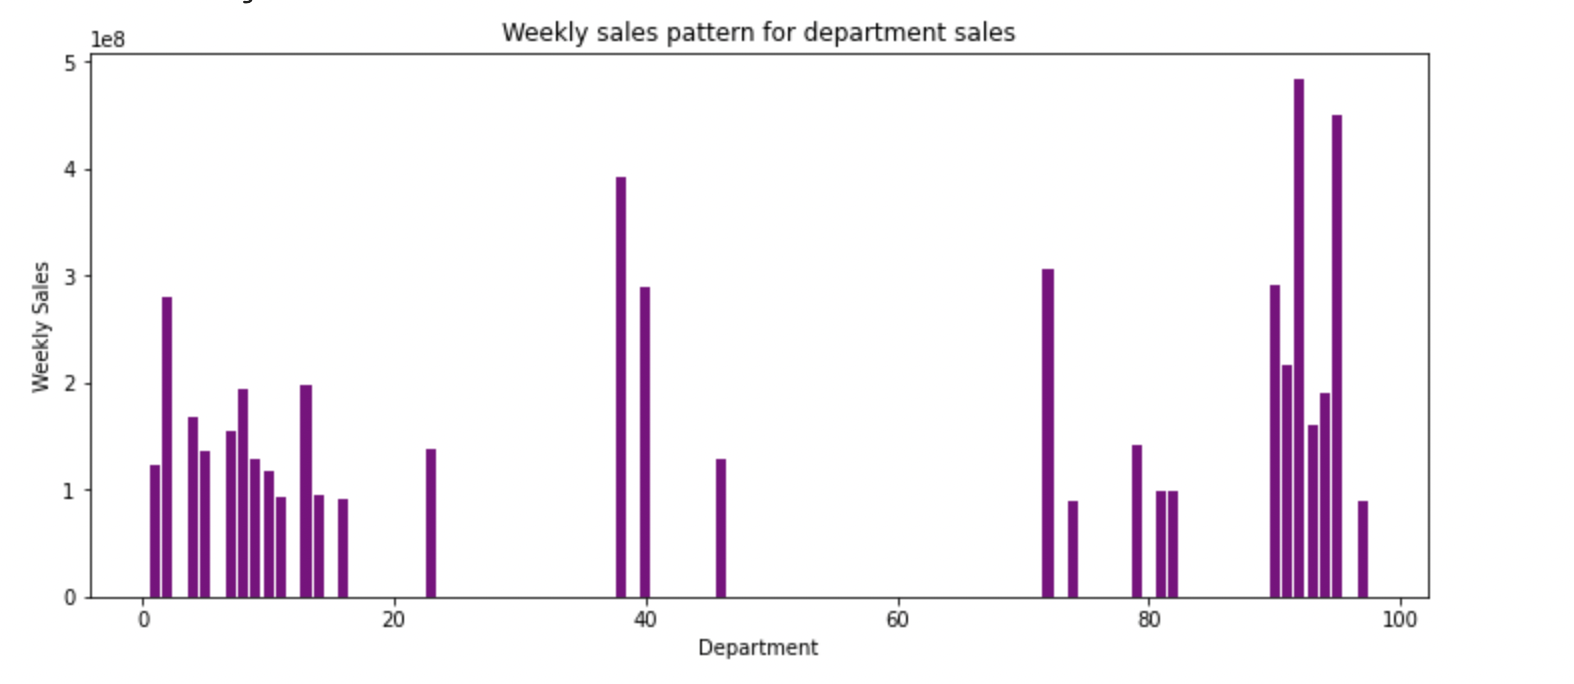 Weekly sales pattern for department sales
1e8
5
4
3
2
1
0
Weekly Sales
0 20 40 60 80 100
Department